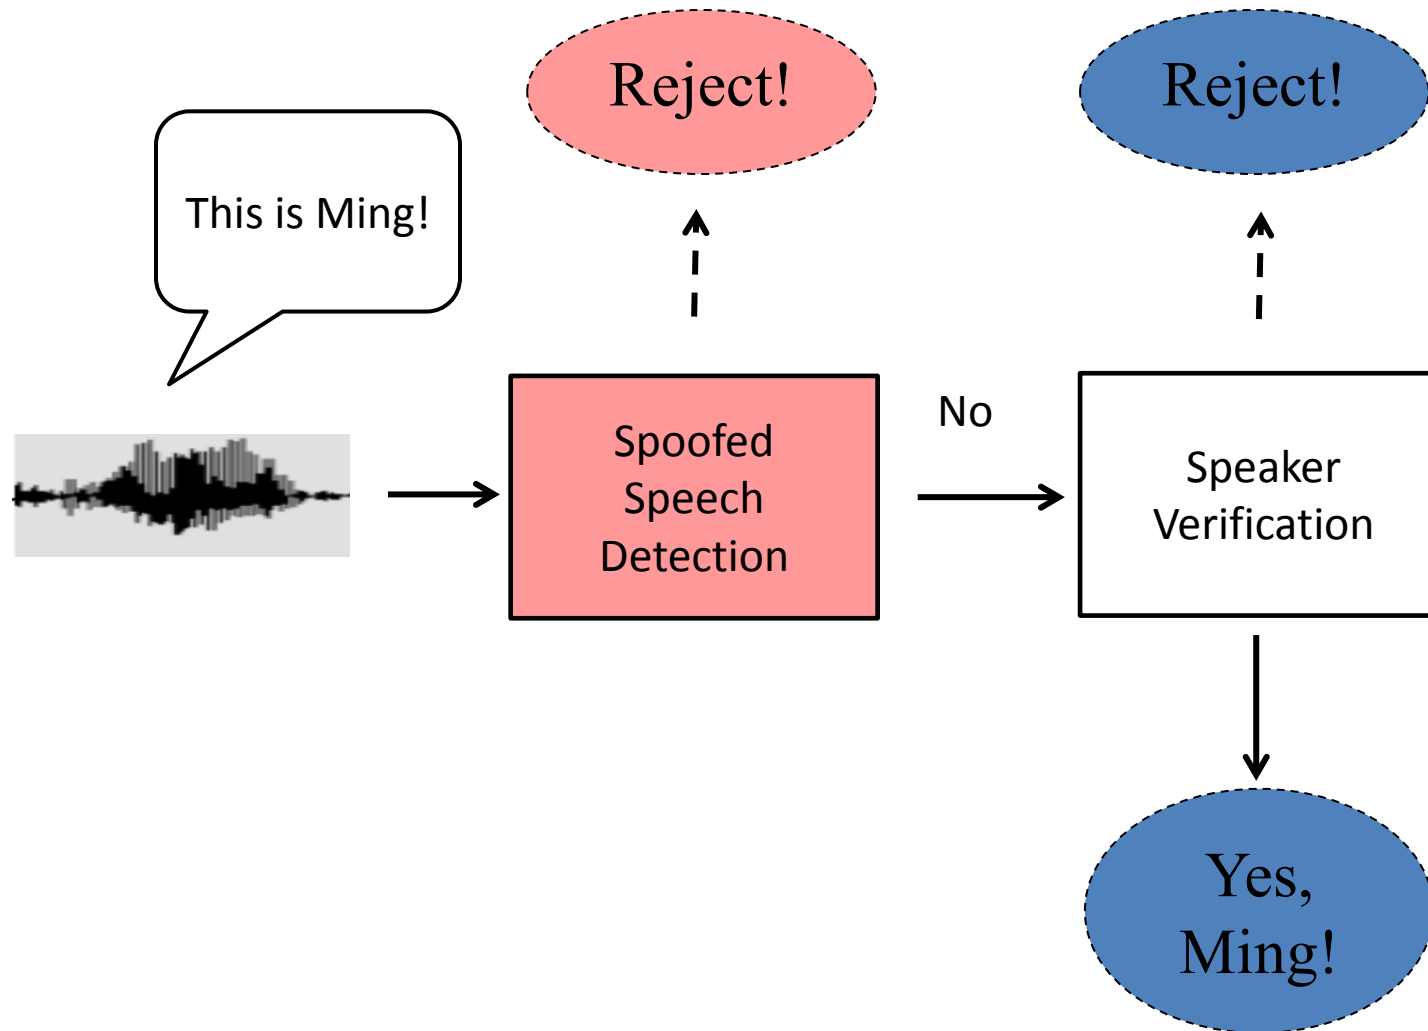 Reject!
Reject!
This is Ming!
Spoofed
Speech
Detection
No
Speaker
Verification
Yes,
Ming!